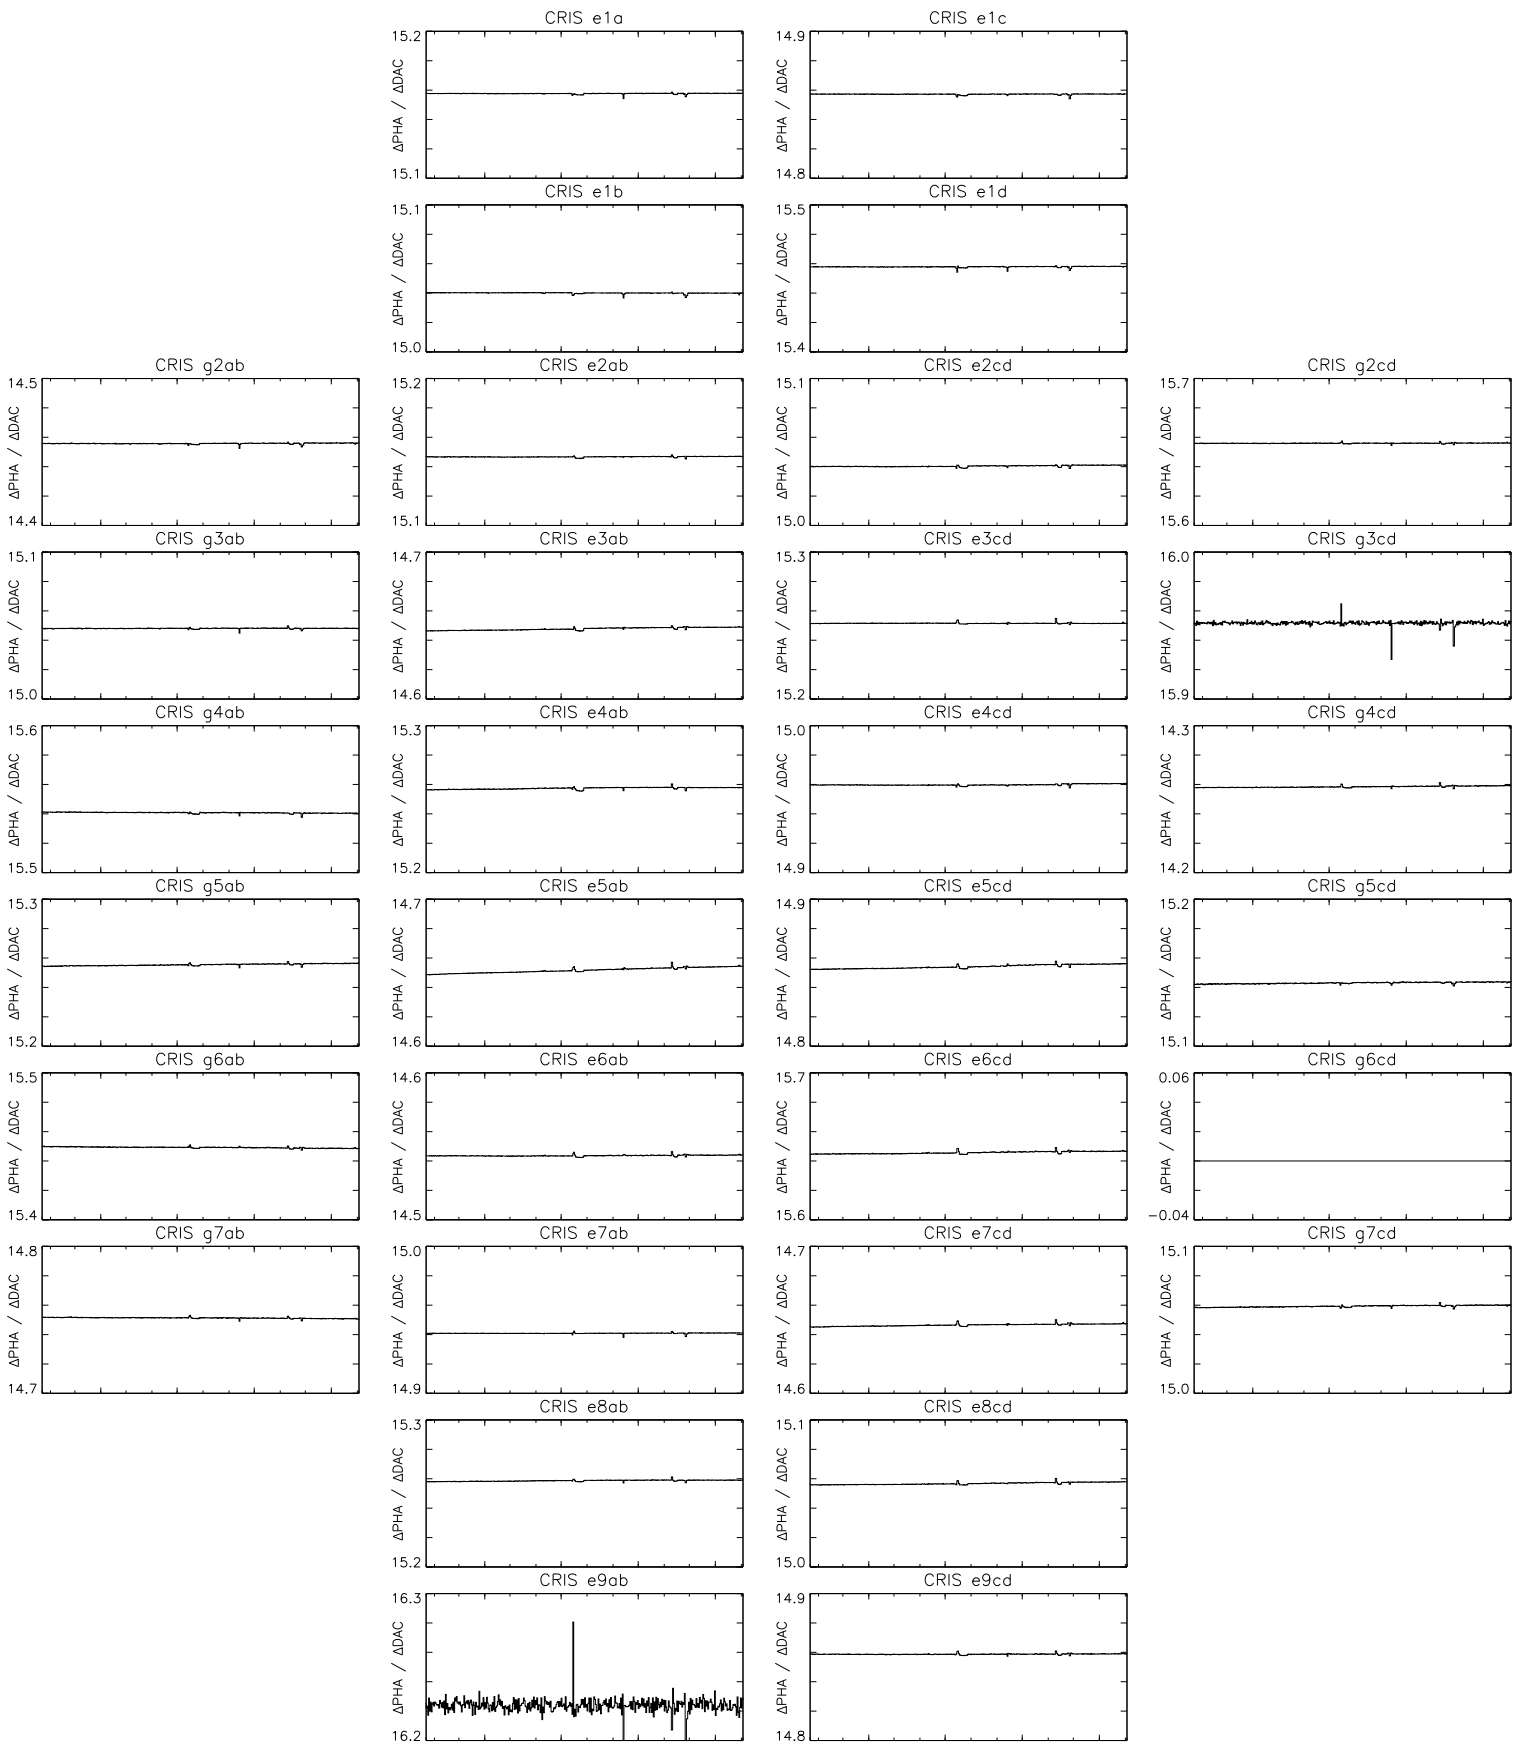 CRIS e1a
15.2
ΔPHA / ΔDAC
15.1
CRIS e1c
14.9
ΔPHA / ΔDAC
14.8
CRIS e1b
15.1
ΔPHA / ΔDAC
15.0
CRIS e1d
15.5
ΔPHA / ΔDAC
15.4
CRIS g2ab
14.5
ΔPHA / ΔDAC
14.4
CRIS e2ab
15.2
ΔPHA / ΔDAC
15.1
CRIS e2cd
15.1
ΔPHA / ΔDAC
15.0
CRIS g2cd
15.7
ΔPHA / ΔDAC
15.6
CRIS g3ab
15.1
ΔPHA / ΔDAC
15.0
CRIS e3ab
14.7
ΔPHA / ΔDAC
14.6
CRIS e3cd
15.3
ΔPHA / ΔDAC
15.2
CRIS g3cd
16.0
ΔPHA / ΔDAC
15.9
CRIS g4ab
15.6
ΔPHA / ΔDAC
15.5
CRIS e4ab
15.3
ΔPHA / ΔDAC
15.2
CRIS e4cd
15.0
ΔPHA / ΔDAC
14.9
CRIS g4cd
14.3
ΔPHA / ΔDAC
14.2
CRIS g5ab
15.3
ΔPHA / ΔDAC
15.2
CRIS e5ab
14.7
ΔPHA / ΔDAC
14.6
CRIS e5cd
14.9
ΔPHA / ΔDAC
14.8
CRIS g5cd
15.2
ΔPHA / ΔDAC
15.1
CRIS g6ab
15.5
ΔPHA / ΔDAC
15.4
CRIS e6ab
14.6
ΔPHA / ΔDAC
14.5
CRIS e6cd
15.7
ΔPHA / ΔDAC
15.6
CRIS g6cd
0.06
ΔPHA / ΔDAC
−0.04
CRIS g7ab
14.8
ΔPHA / ΔDAC
14.7
CRIS e7ab
15.0
ΔPHA / ΔDAC
14.9
CRIS e7cd
14.7
ΔPHA / ΔDAC
14.6
CRIS g7cd
15.1
ΔPHA / ΔDAC
15.0
CRIS e8ab
15.3
ΔPHA / ΔDAC
15.2
CRIS e8cd
15.1
ΔPHA / ΔDAC
15.0
CRIS e9ab
16.3
ΔPHA / ΔDAC
16.2
CRIS e9cd
14.9
ΔPHA / ΔDAC
14.8